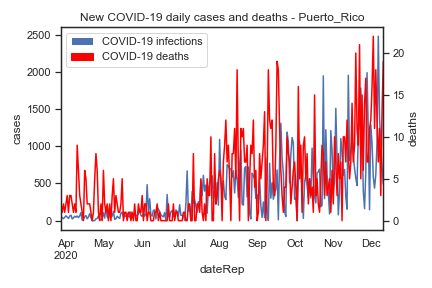 New COVID-19 daily cases and deaths - Puerto_Rico
COVID-19 infections
COVID-19 deaths
cases
2500
2000
1500
1000
500
0
deaths
20
15
10
5
0
Apr May Jun Jul Aug Sep Oct Nov Dec
2020
dateRep